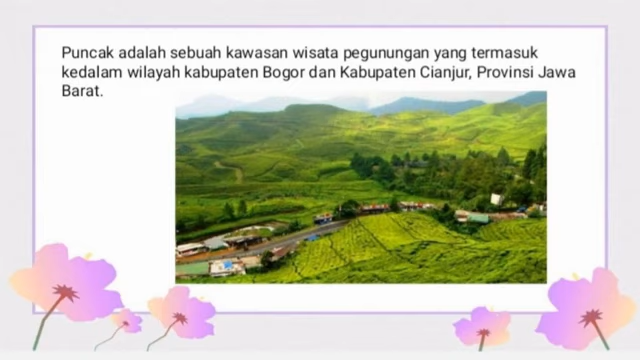 Puncak adalah sebuah kawasan wisata pegunungan yang termasuk
kedalam wilayah kabupaten Bogor dan Kabupaten Cianjur, Provinsi Jawa
Barat.